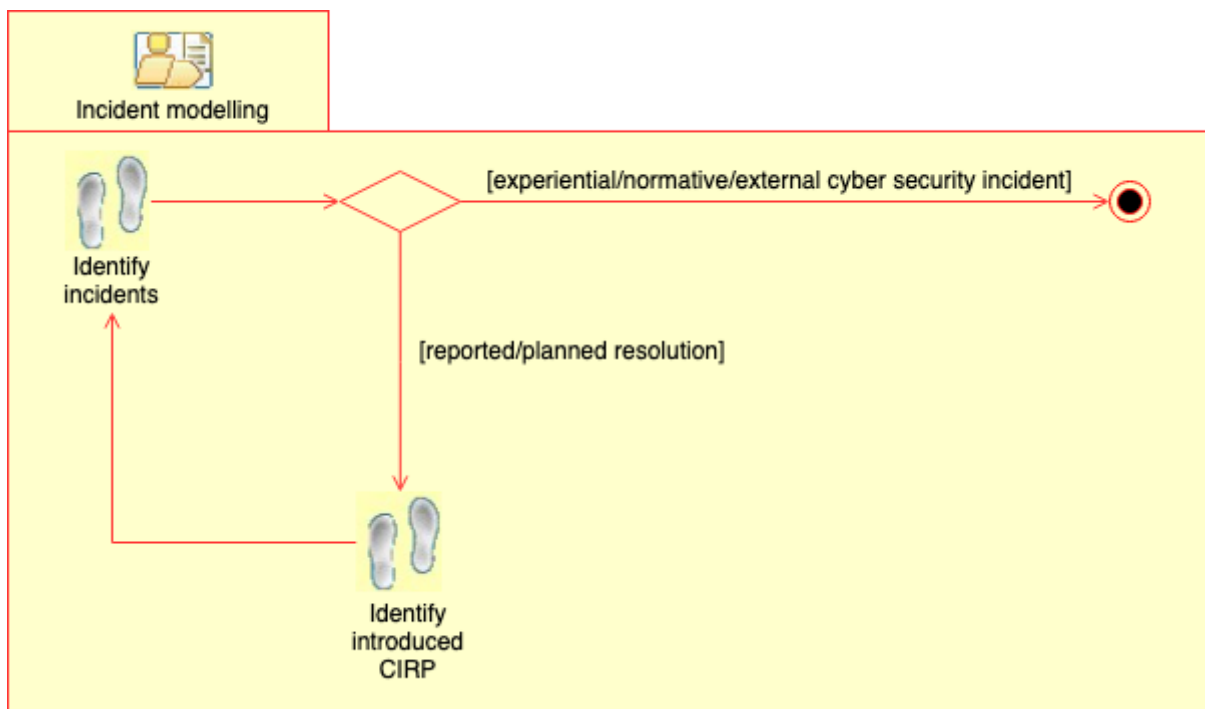 Incident modelling
[experiential/normative/external cyber security incident]
Identify
incidents
[reported/planned resolution]
Identify
introduced
CIRP